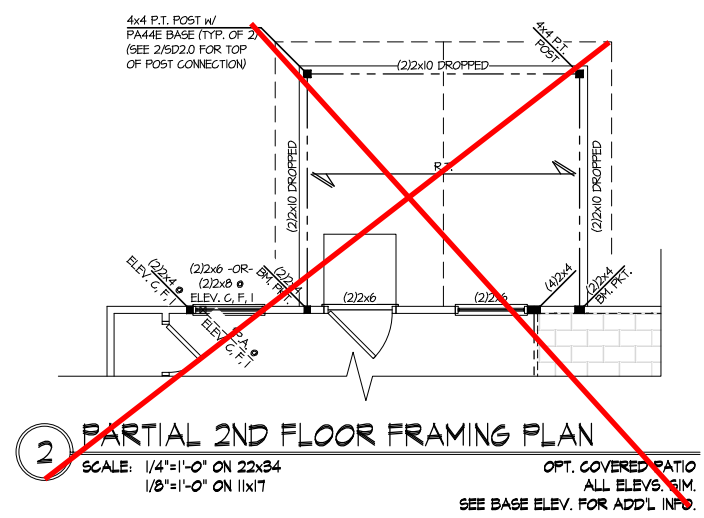 4x4 P.T. POST w/
PA44E BASE (TYP. OF 2/
(SEE 2/SD2.0 FOR TOP
OF POST CONNECTION)
4x4 P.T.
POST
(2)2x10 DROPPED
(2)2x10 DROPPED
(2)2x10 DROPPED
R.T.
(2)2x4 @
ELEV. C, F, I
(2)2x6 -OR-
(2)2x8 @
ELEV. C, F, I
(2)2x4
BM. PKT.
(2)2x6
(2)2x6
(4)2x4
(2)2x4
BM. PKT.
P.A. @
ELEV. C, F, I
2
PARTIAL 2ND FLOOR FRAMING PLAN
SCALE: 1/4"=1'-0" ON 22x34
1/8"=1'-0" ON 11x17
OPT. COVERED PATIO
ALL ELEVS. SIM.
SEE BASE ELEV. FOR ADD'L INFO.